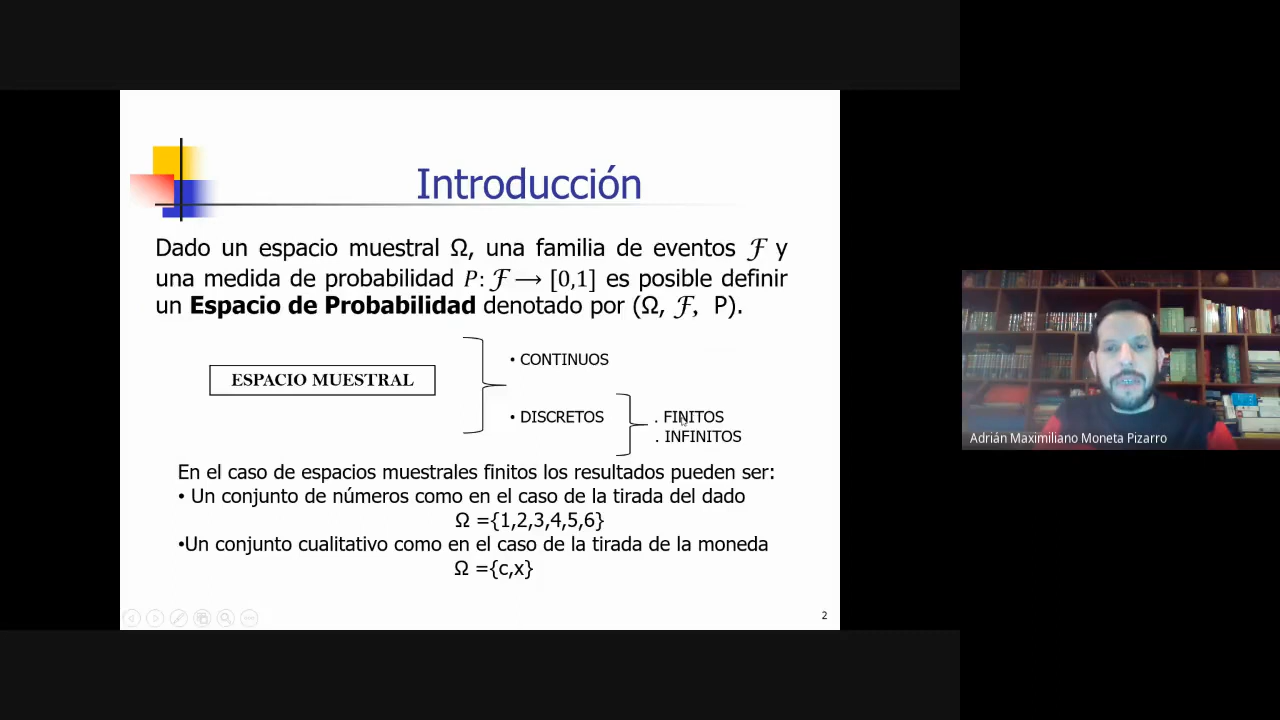 Introducción
Dado un espacio muestral Ω, una familia de eventos ℱ y
una medida de probabilidad P: ℱ ⟶ [0,1] es posible definir
un Espacio de Probabilidad denotado por (Ω, ℱ, P).
ESPACIO MUESTRAL
• CONTINUOS
• DISCRETOS
. FINITOS
. INFINITOS
En el caso de espacios muestrales finitos los resultados pueden ser:
• Un conjunto de números como en el caso de la tirada del dado
Ω ={1,2,3,4,5,6}
•Un conjunto cualitativo como en el caso de la tirada de la moneda
Ω ={c,x}
2
Adrián Maximiliano Moneta Pizarro